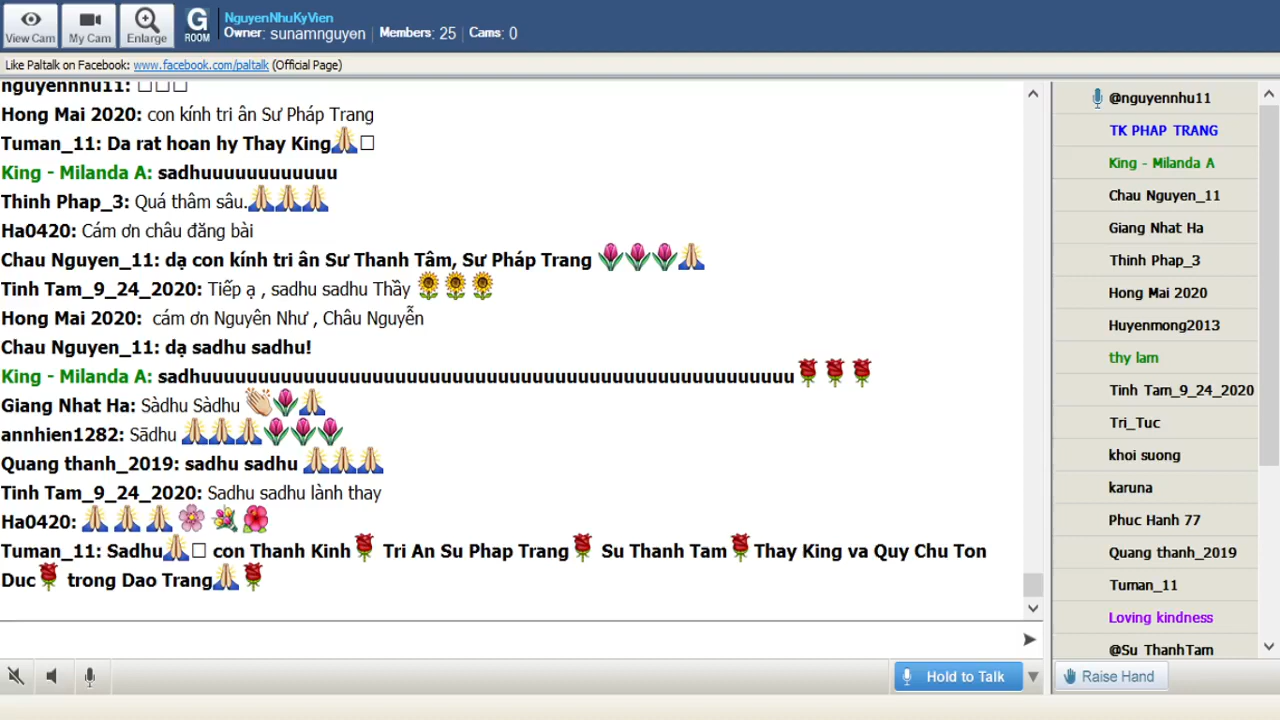 NguyenNhuKyVien
View Cam
My Cam
Enlarge
G ROOM
Owner: sunamnguyen | Members: 25 | Cams: 0
Like Paltalk on Facebook: www.facebook.com/paltalk (Official Page)
nguyennhu11: □□□
Hong Mai 2020: con kính tri ân Sư Pháp Trang
Tuman_11: Da rat hoan hy Thay King🙏□
King - Milanda A: sadhuuuuuuuuuuuu
Thinh Phap_3: Quá thâm sâu.🙏🙏🙏
Ha0420: Cám ơn châu đăng bài
Chau Nguyen_11: dạ con kính tri ân Sư Thanh Tâm, Sư Pháp Trang 🌷🌷🌷🙏
Tinh Tam_9_24_2020: Tiếp ạ , sadhu sadhu Thầy 🌻🌻🌻
Hong Mai 2020: cám ơn Nguyên Như , Châu Nguyễn
Chau Nguyen_11: dạ sadhu sadhu!
King - Milanda A: sadhuuuuuuuuuuuuuuuuuuuuuuuuuuuuuuuuuuuuuuuuuuuuuuuuuuuu🌹🌹🌹
Giang Nhat Ha: Sàdhu Sàdhu 👏🌷🙏
annhien1282: Sādhu 🙏🙏🙏🌷🌷🌷
Quang thanh_2019: sadhu sadhu 🙏🙏🙏
Tinh Tam_9_24_2020: Sadhu sadhu lành thay
Ha0420: 🙏 🙏 🙏 🌸 💐 🌺
Tuman_11: Sadhu🙏□ con Thanh Kinh🌹 Tri An Su Phap Trang🌹 Su Thanh Tam🌹Thay King va Quy Chu Ton
Duc🌹 trong Dao Trang🙏🌹
Hold to Talk
@nguyennhu11
TK PHAP TRANG
King - Milanda A
Chau Nguyen_11
Giang Nhat Ha
Thinh Phap_3
Hong Mai 2020
Huyenmong2013
thy lam
Tinh Tam_9_24_2020
Tri_Tuc
khoi suong
karuna
Phuc Hanh 77
Quang thanh_2019
Tuman_11
Loving kindness
@Su ThanhTam
Raise Hand